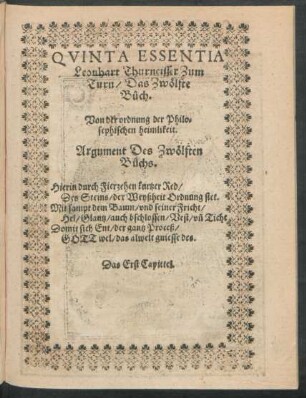 QVINTA ESSENTIA
Leonhart Thurneisser Zum
Turn/ Das Zwölfte
Büch.
Von der ordnung der Philo-
sophischen heimlikeit.
Argument Des Zwölften
Büchs.
Hierin durch Fierzehen kurtzer Red/
Des Steins/ der Weyßheit Ordnung stet.
Mit sampt dem Baum/ vnd seiner Frücht/
Hel/ Glantz/ auch bschlossen/ Vest/ vñ Ticht
Domit sich Ent/ der gantz Proceß/
GOTT wel/ das alwelt gniesse des.
Das Erst Capittel.